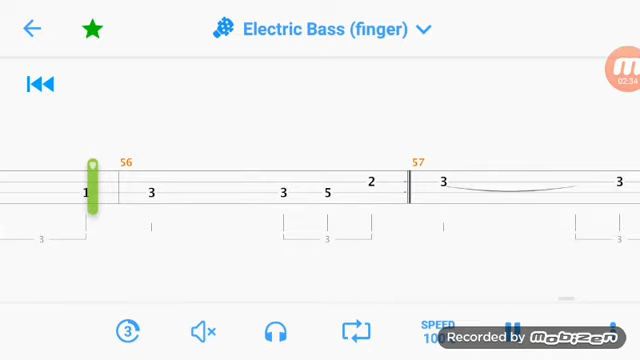 Electric Bass (finger)
02:34
56 57
1 3 3 5 2 3 3
3 3 3
3 SPEED
100%
Recorded by mobizen